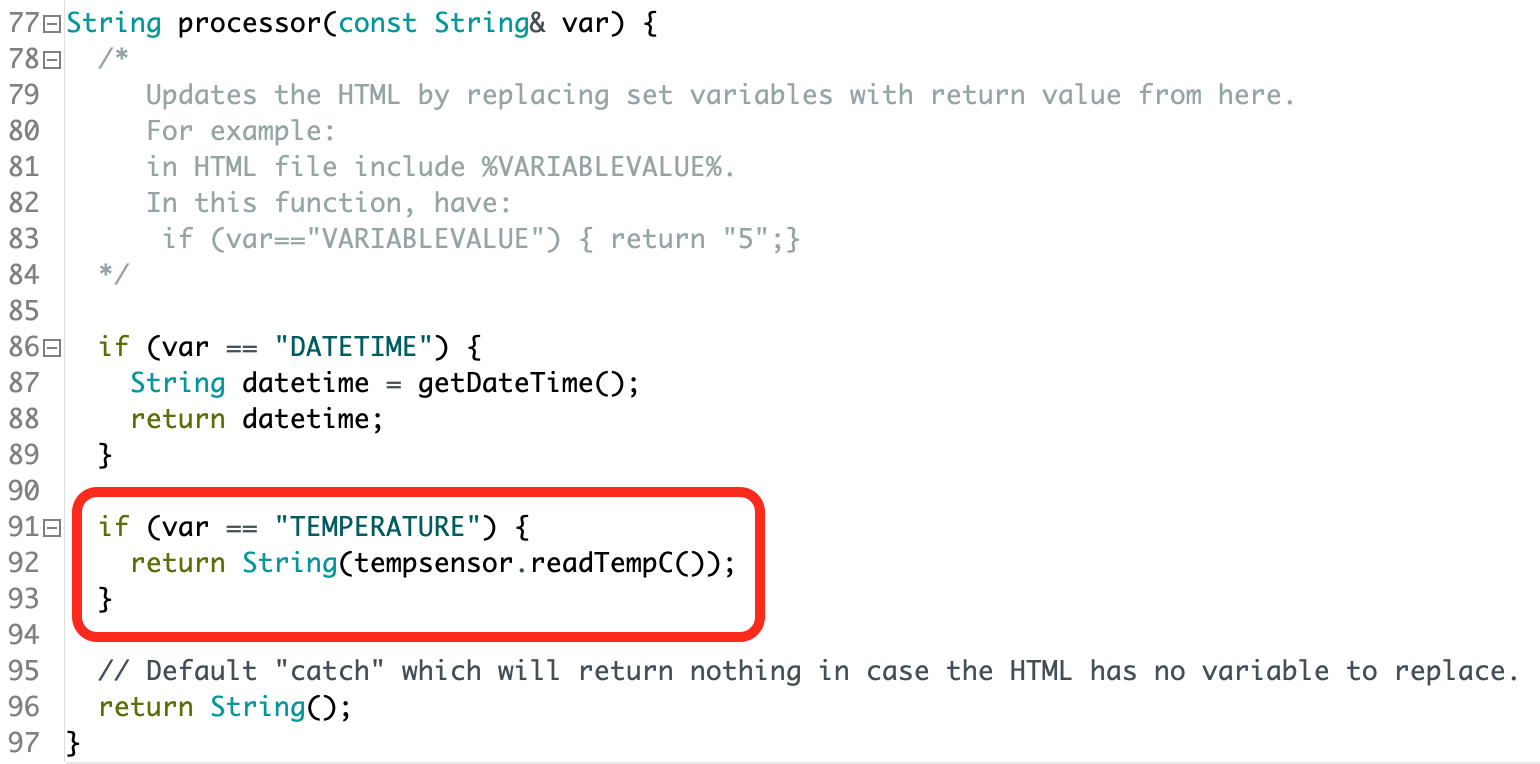 77 String processor(const String& var) {
78   /*
79      Updates the HTML by replacing set variables with return value from here.
80      For example:
81      in HTML file include %VARIABLEVALUE%.
82      In this function, have:
83       if (var=="VARIABLEVALUE") { return "5";}
84   */
85
86   if (var == "DATETIME") {
87     String datetime = getDateTime();
88     return datetime;
89   }
90
91   if (var == "TEMPERATURE") {
92     return String(tempsensor.readTempC());
93   }
94
95   // Default "catch" which will return nothing in case the HTML has no variable to replace.
96   return String();
97 }